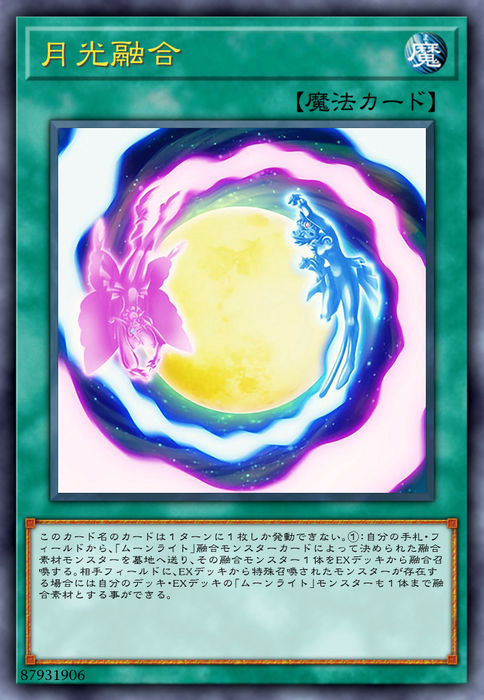 月光融合
魔
【魔法カード】
このカード名のカードは1ターンに1枚しか発動できない。①:自分の手札・フ
ィールドから、「ムーンライト」融合モンスターカードによって決められた融合
素材モンスターを墓地へ送り、その融合モンスター1体をEXデッキから融合召
喚する。相手フィールドに、EXデッキから特殊召喚されたモンスターが存在す
る場合には自分のデッキ・EXデッキの「ムーンライト」モンスターも1体まで融
合素材とする事ができる。
87931906